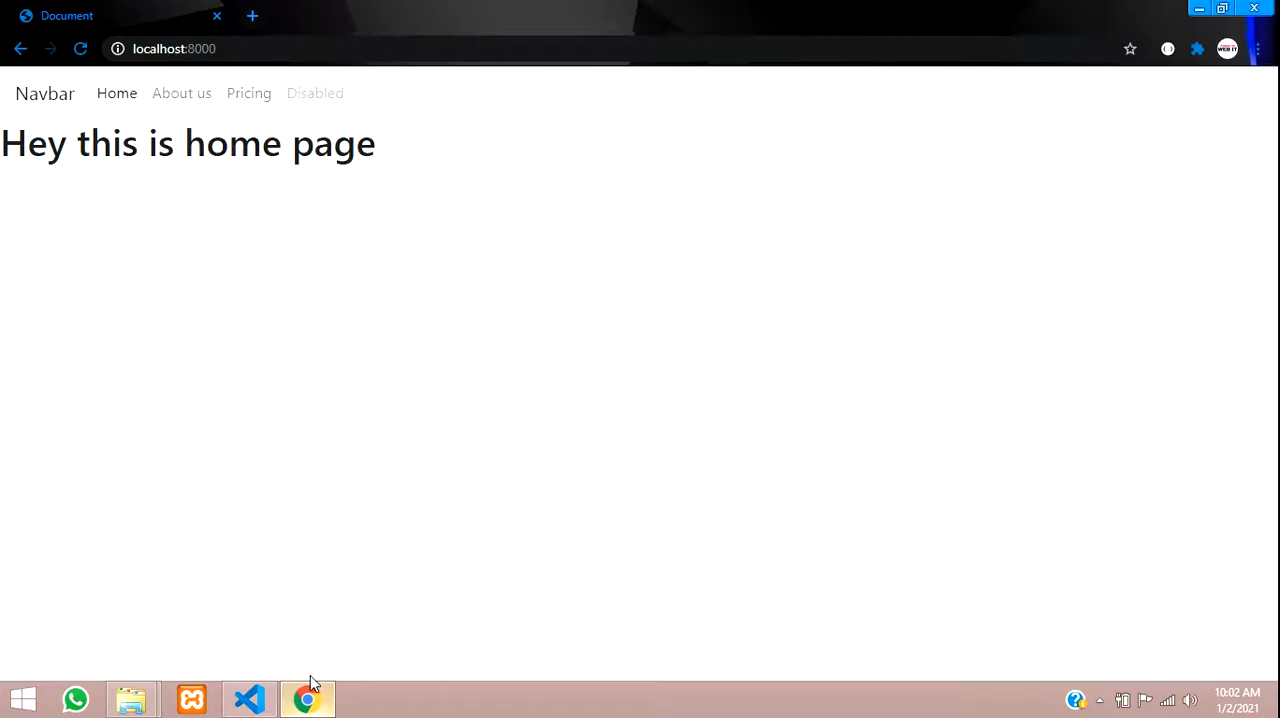 Document
localhost:8000
Navbar Home About us Pricing Disabled
Hey this is home page
10:02 AM
1/2/2021